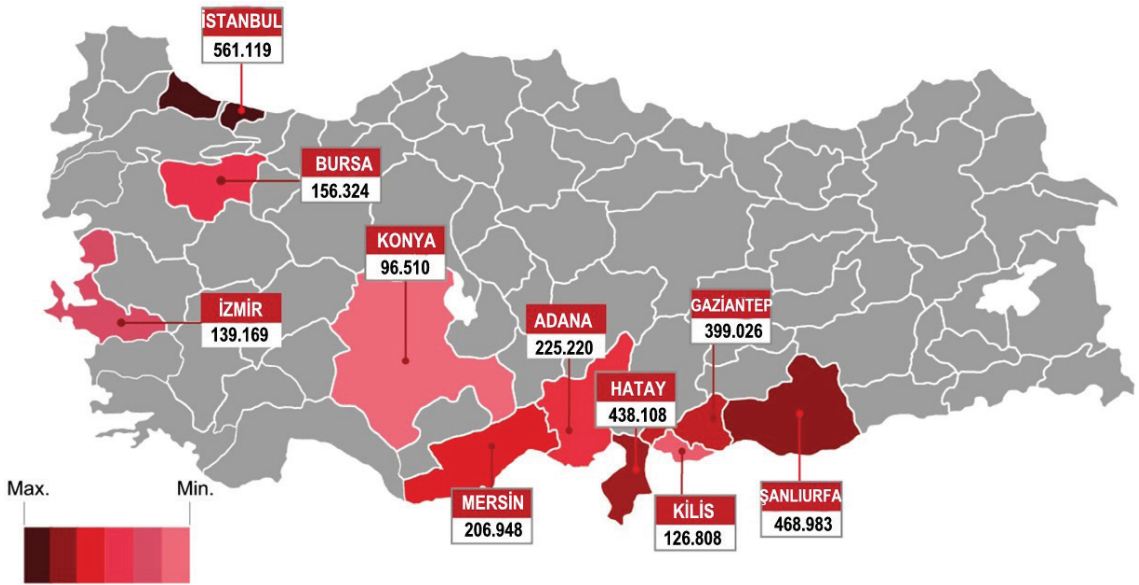 İSTANBUL
561.119
BURSA
156.324
KONYA
96.510
İZMİR
139.169
ADANA
225.220
GAZİANTEP
399.026
HATAY
438.108
MERSİN
206.948
KİLİS
126.808
ŞANLIURFA
468.983
Max. Min.